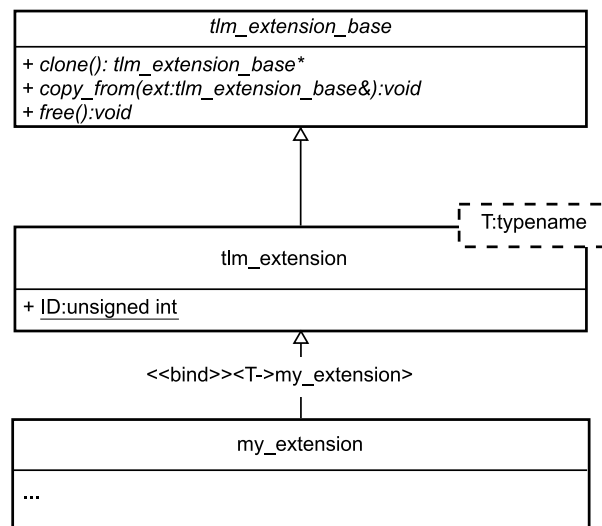 tlm_extension_base
+ clone(): tlm_extension_base*
+ copy_from(ext:tlm_extension_base&):void
+ free():void
T:typename
tlm_extension
+ ID:unsigned int
<<bind>><T->my_extension>
my_extension
...